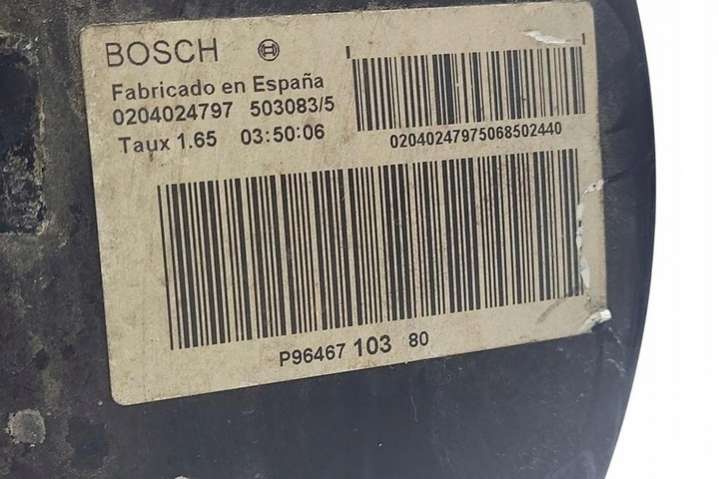 BOSCH
Fabricado en España
0204024797 503083/5
Taux 1.65 03:50:06
02040247975068502440
P96467 103 80